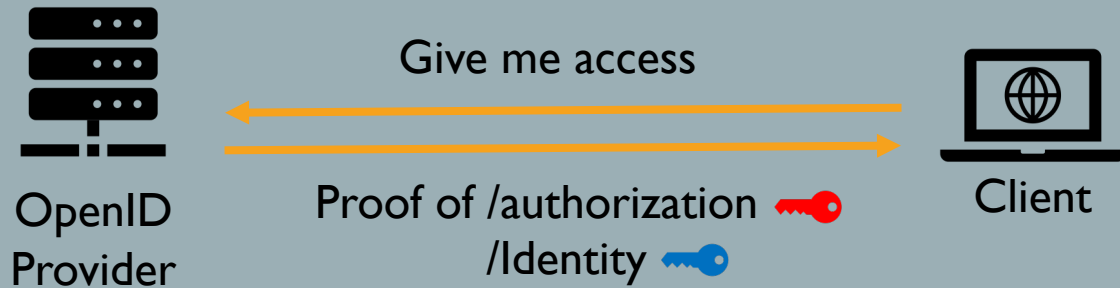 Give me access
OpenID
Provider
Proof of /authorization
/Identity
Client